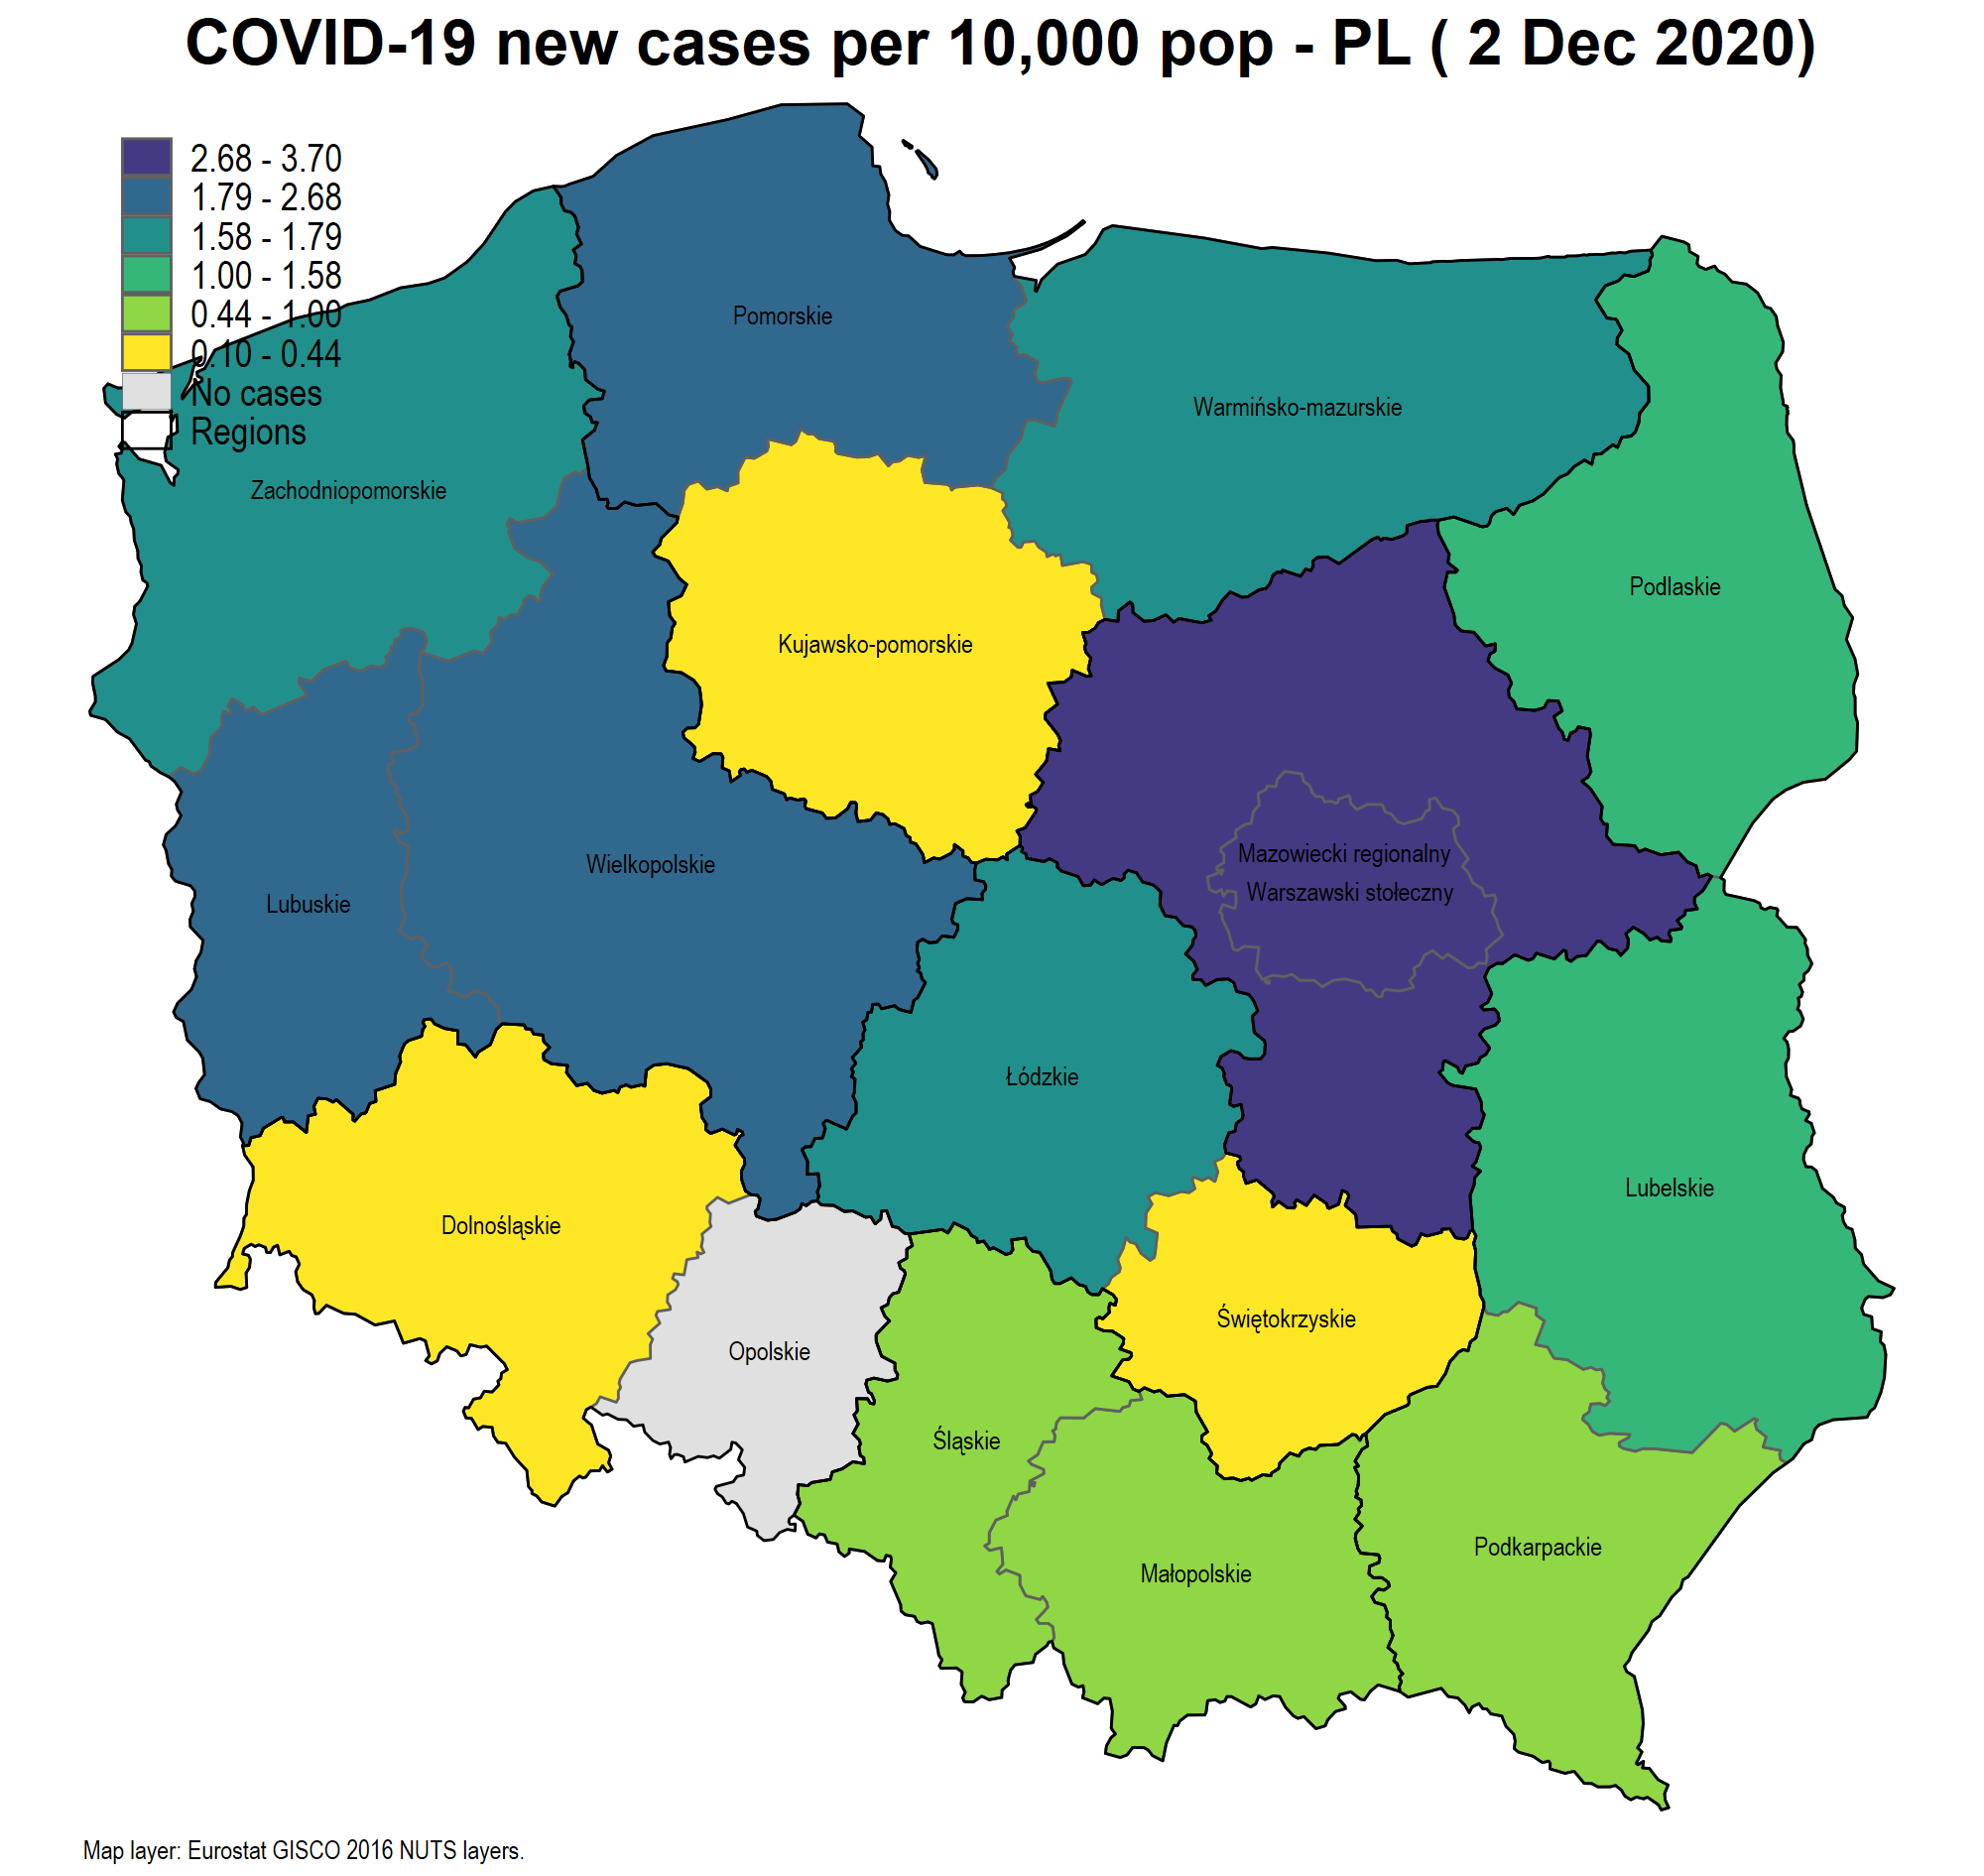 COVID-19 new cases per 10,000 pop - PL ( 2 Dec 2020)
2.68 - 3.70
1.79 - 2.68
1.58 - 1.79
1.00 - 1.58
0.44 - 1.00
0.10 - 0.44
No cases
Regions
Pomorskie
Warmińsko-mazurskie
Zachodniopomorskie
Podlaskie
Kujawsko-pomorskie
Mazowiecki regionalny
Wielkopolskie
Warszawski stołeczny
Lubuskie
Łódzkie
Lubelskie
Dolnośląskie
Świętokrzyskie
Opolskie
Śląskie
Podkarpackie
Małopolskie
Map layer: Eurostat GISCO 2016 NUTS layers.